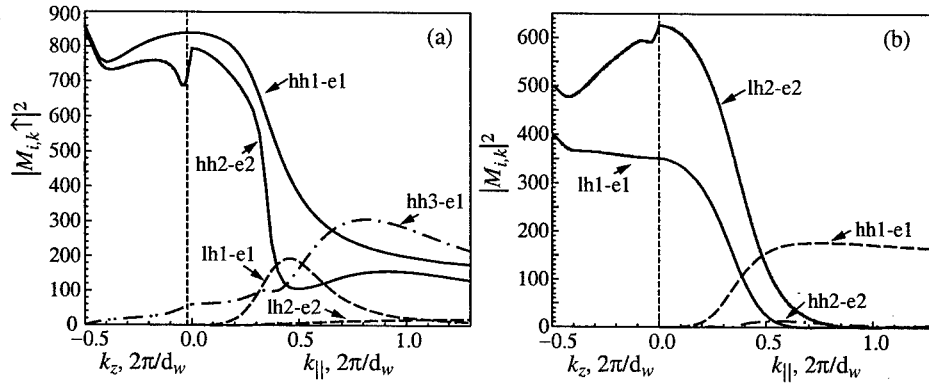 900
800
700
600
500
400
300
200
100
0
|M_{i,k}↑|^2
(a)
hh1-e1
hh2-e2
hh3-e1
lh1-e1
lh2-e2
−0.5
0
0.5
1.0
k_z, 2π/d_w
k_{||}, 2π/d_w
600
500
400
300
200
100
0
|M_{i,k}|^2
(b)
lh2-e2
lh1-e1
hh1-e1
hh2-e2
−0.5
0
0.5
1.0
k_z, 2π/d_w
k_{||}, 2π/d_w